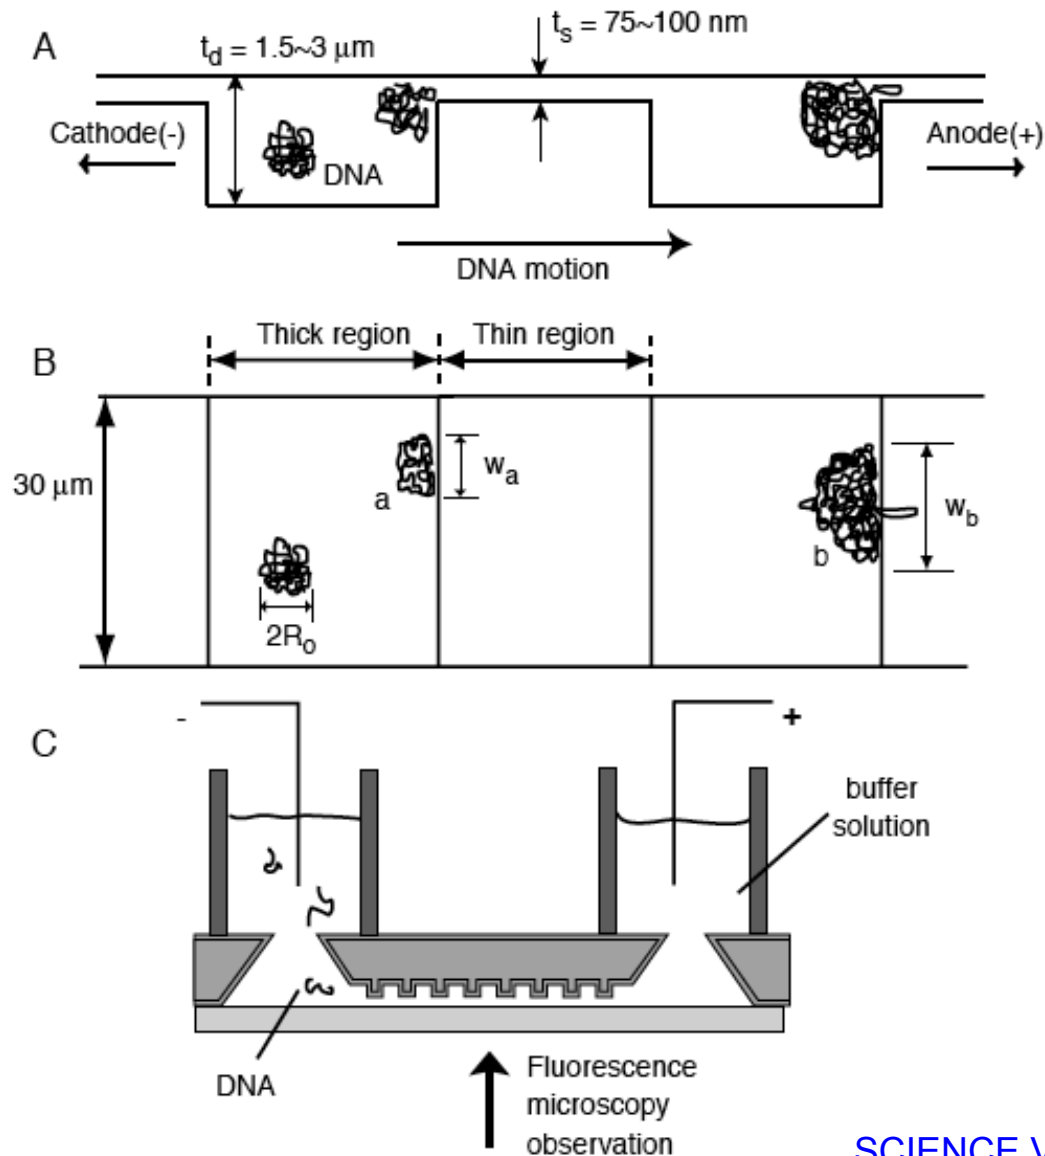 A
t_d = 1.5~3 μm
t_s = 75~100 nm
Cathode(-)
DNA
Anode(+)
DNA motion
B
Thick region
Thin region
30 μm
a
w_a
2R_o
b
w_b
C
-
+
buffer
solution
DNA
Fluorescence
microscopy
observation
SCIENCE